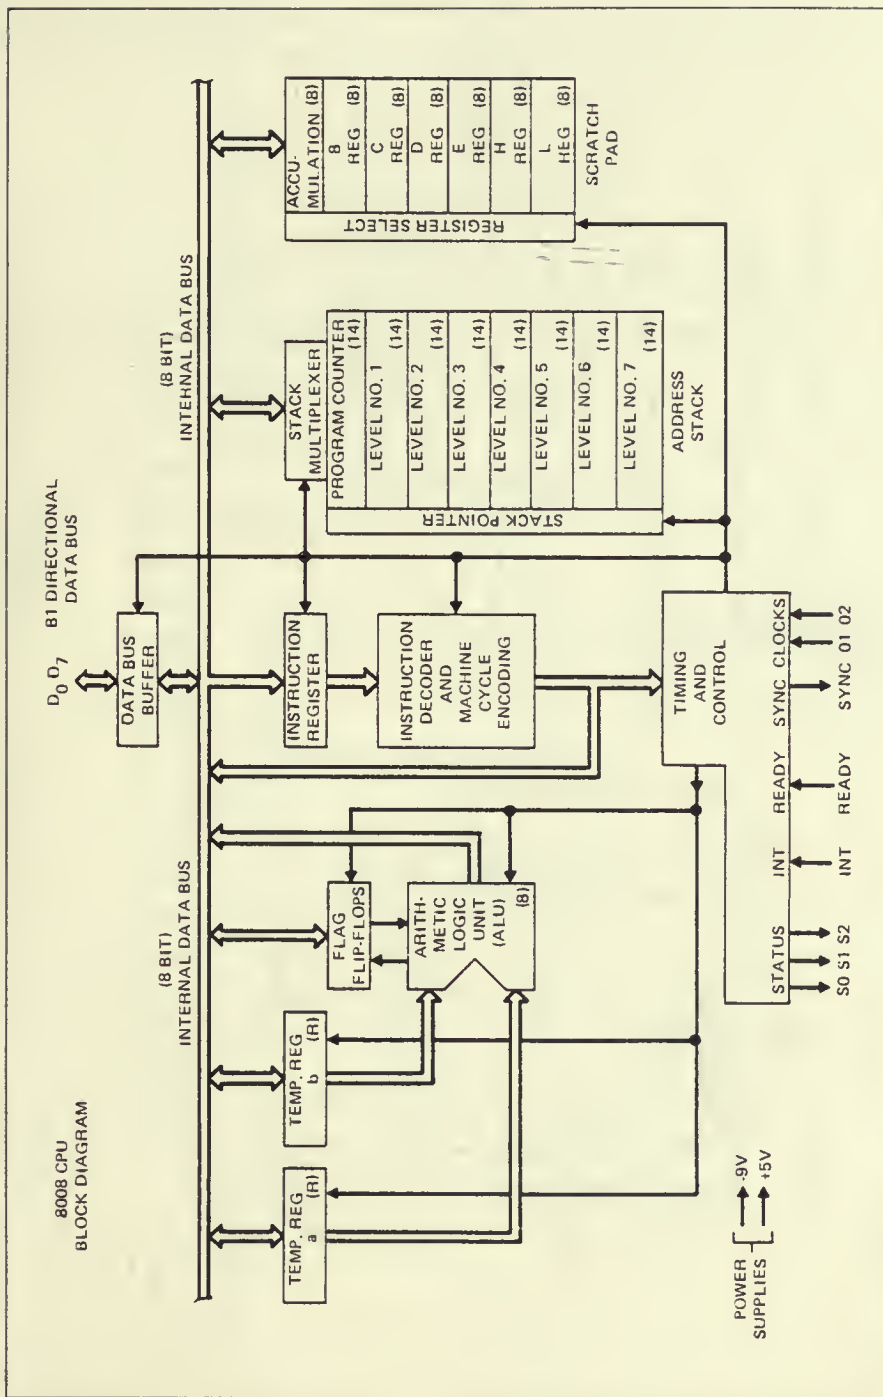 8008 CPU
BLOCK DIAGRAM
D0 D7
B1 DIRECTIONAL
DATA BUS
DATA BUS
BUFFER
(8 BIT)
INTERNAL DATA BUS
(8 BIT)
INTERNAL DATA BUS
TEMP. REG
a
(R)
TEMP. REG
b
(R)
FLAG
FLIP-FLOPS
ARITH-
METIC
LOGIC
UNIT
(ALU)
(8)
INSTRUCTION
REGISTER
INSTRUCTION
DECODER
AND
MACHINE
CYCLE
ENCODING
STACK
MULTIPLEXER
STACK POINTER
PROGRAM COUNTER
(14)
LEVEL NO. 1
(14)
LEVEL NO. 2
(14)
LEVEL NO. 3
(14)
LEVEL NO. 4
(14)
LEVEL NO. 5
(14)
LEVEL NO. 6
(14)
LEVEL NO. 7
(14)
ADDRESS
STACK
REGISTER SELECT
ACCU-
MULATION (8)
B
REG (8)
C
REG (8)
D
REG (8)
E
REG (8)
H
REG (8)
L
REG (8)
SCRATCH
PAD
TIMING
AND
CONTROL
STATUS INT READY SYNC CLOCKS
S0 S1 S2 INT READY SYNC 01 02
POWER
SUPPLIES
-9V
+5V